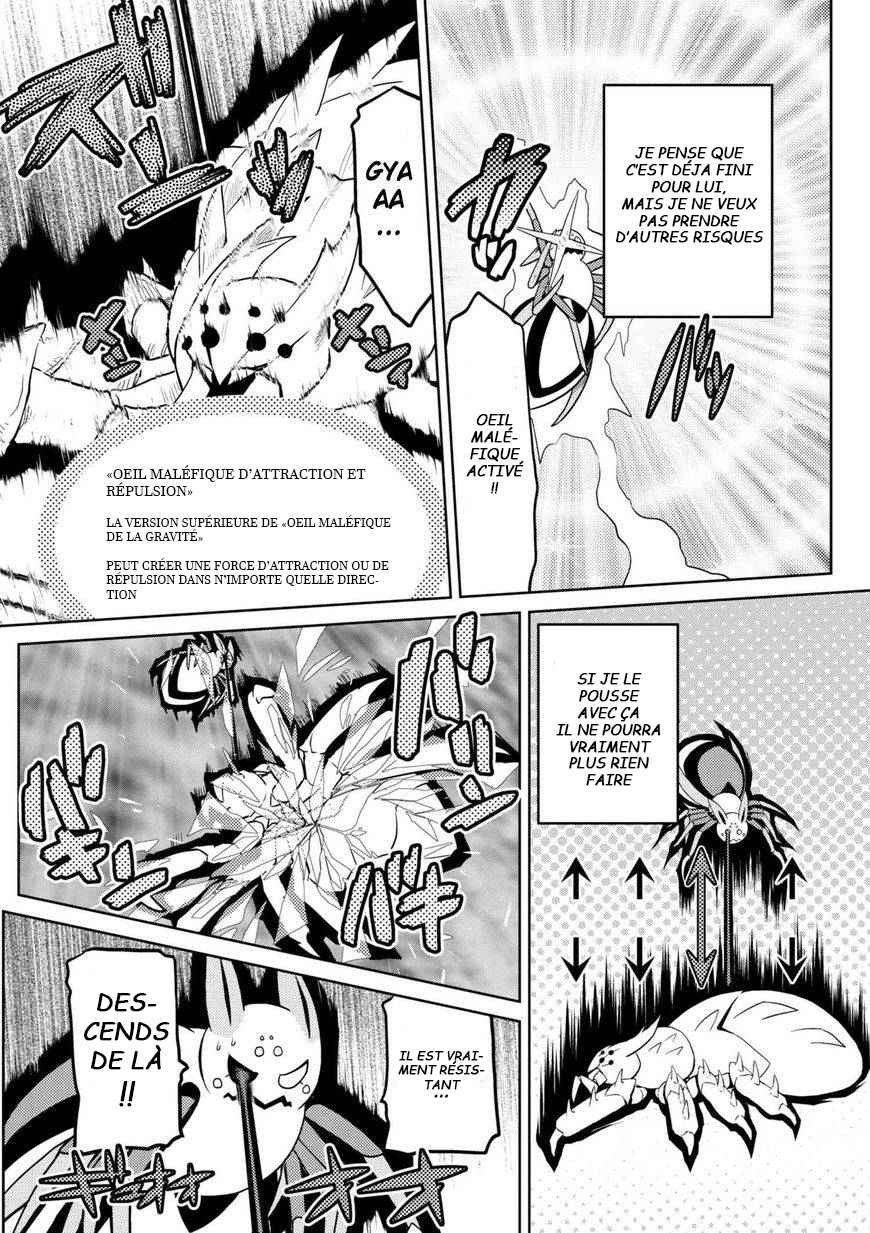 JE PENSE QUE
C'EST DÉJA FINI
POUR LUI,
MAIS JE NE VEUX
PAS PRENDRE
D'AUTRES RISQUES
OEIL
MALÉ-
FIQUE
ACTIVÉ
!!
GYA
AA
...
«OEIL MALÉFIQUE D'ATTRACTION ET
RÉPULSION»
LA VERSION SUPÉRIEURE DE «OEIL MALÉFIQUE
DE LA GRAVITÉ»
PEUT CRÉER UNE FORCE D'ATTRACTION OU DE
RÉPULSION DANS N'IMPORTE QUELLE DIREC-
TION
SI JE LE
POUSSE
AVEC ÇA
IL NE POURRA
VRAIMENT
PLUS RIEN
FAIRE
IL EST VRAI-
MENT RÉSIS-
TANT
...
DES-
CENDS
DE LÀ
!!